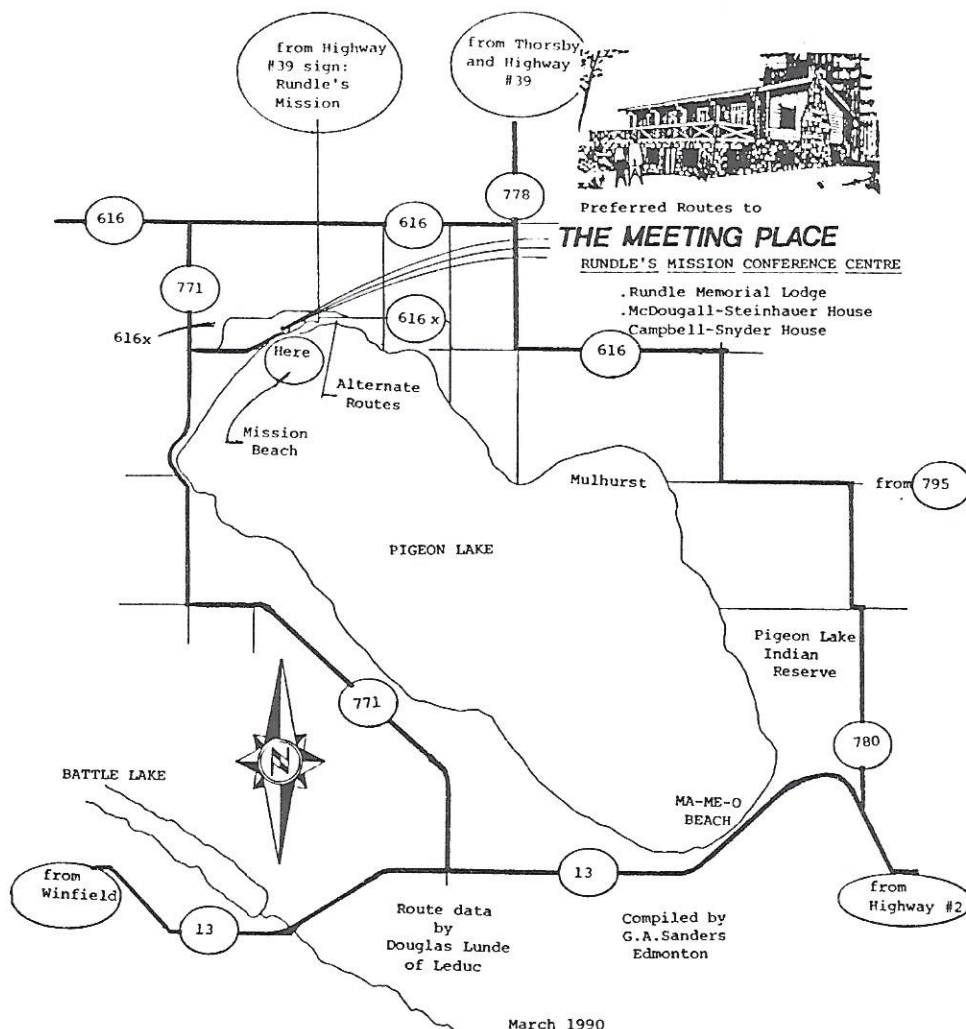 from Highway
#39 sign:
Rundle's
Mission
from Thorsby
and Highway
#39
778
616
616
Preferred Routes to
THE MEETING PLACE
RUNDLE'S MISSION CONFERENCE CENTRE
.Rundle Memorial Lodge
.McDougall-Steinhauer House
Campbell-Snyder House
771
616x
616 x
Here
616
Alternate
Routes
Mission
Beach
Mulhurst
from 795
PIGEON LAKE
Pigeon Lake
Indian
Reserve
771
780
N
BATTLE LAKE
MA-ME-O
BEACH
from
Winfield
13
13
from
Highway #2
Route data
by
Douglas Lunde
of Leduc
Compiled by
G.A.Sanders
Edmonton
March 1990